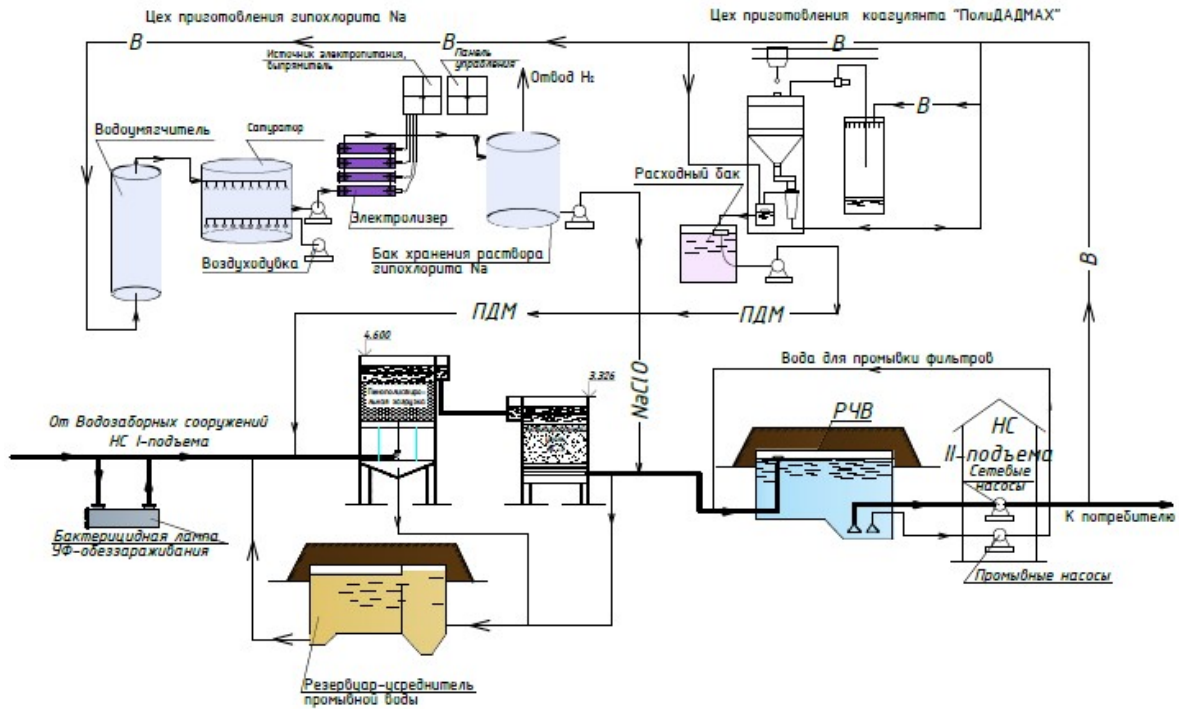 Цех приготовления гипохлорита Na
Цех приготовления коагулянта "ПолиДАДМАХ"
В
В
В
Источник электропитания,
выпрямитель
Панель
управления
Отвод H₂
Водоумягчитель
Сатуратор
В
Расходный бак
Электролизер
Воздуходувка
Бак хранения раствора
гипохлорита Na
В
ПДМ
ПДМ
4.600
3.326
NaClO
Вода для промывки фильтров
Пенополистиро-
льная загрузка
РЧВ
НС
II-подъема
Сетевые
насосы
От Водозаборных сооружений
НС I-подъема
К потребителю
Бактерицидная лампа
УФ-обеззараживания
Промывные насосы
Резервуар-усреднитель
промывной воды